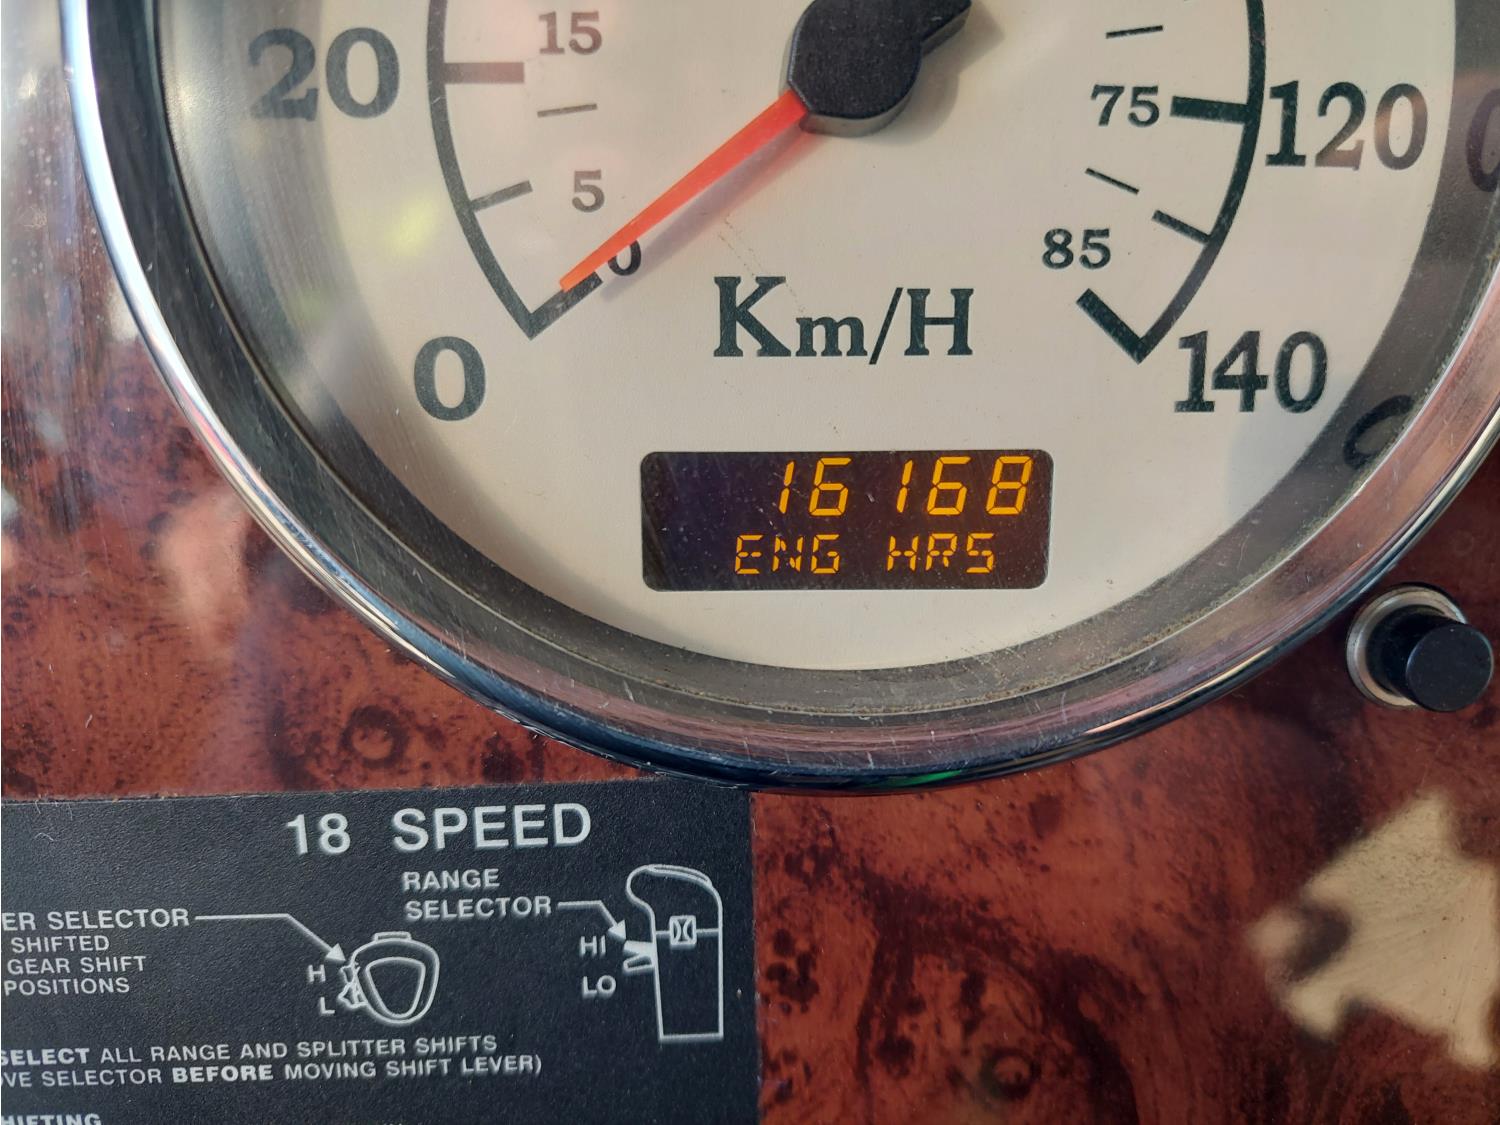 20
15
5
0
0
Km/H
75
120
85
140
16168
ENG HRS
18 SPEED
RANGE
SELECTOR
HI
LO
ER SELECTOR
SHIFTED
GEAR SHIFT
POSITIONS
H
L
SELECT ALL RANGE AND SPLITTER SHIFTS
VE SELECTOR BEFORE MOVING SHIFT LEVER)
HIFTING